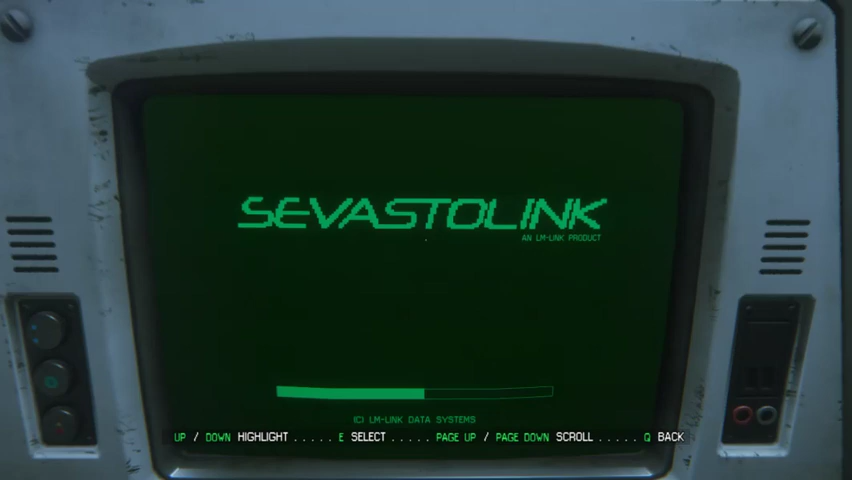 SEVASTOLINK
AN LM-LINK PRODUCT
(C) LM-LINK DATA SYSTEMS
UP / DOWN HIGHLIGHT ..... E SELECT ..... PAGE UP / PAGE DOWN SCROLL ..... Q BACK